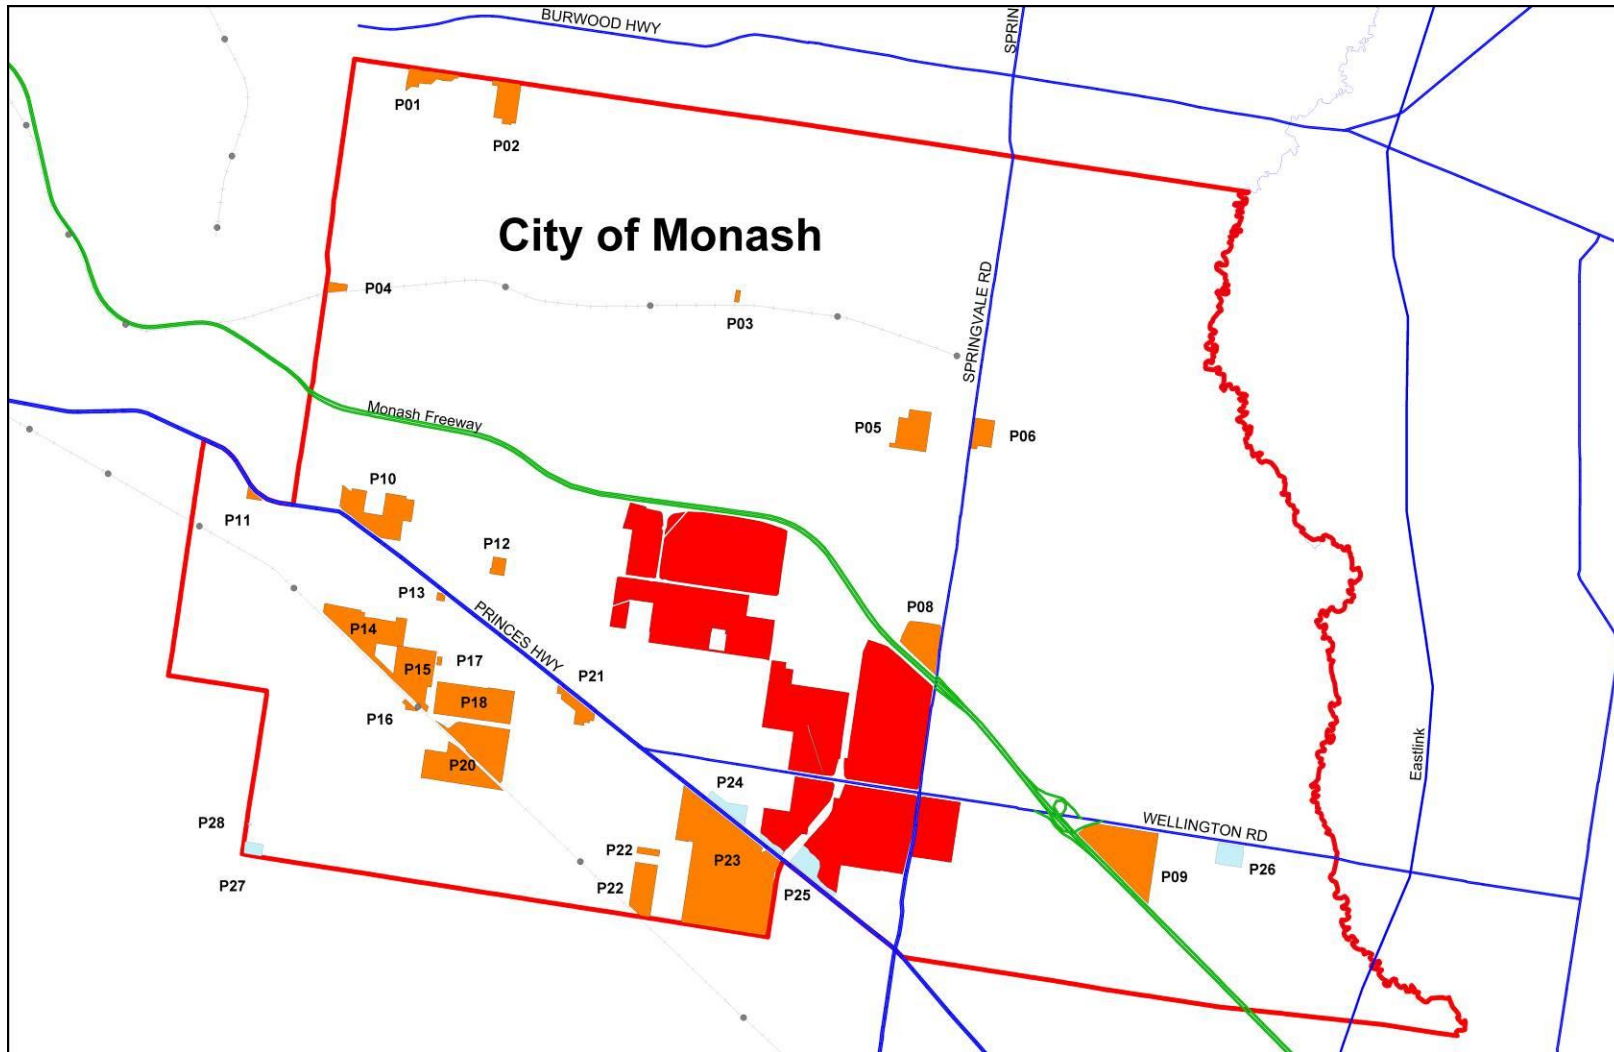 BURWOOD HWY
SPRIN
P01
P02
City of Monash
P04
P03
SPRINGVALE RD
Monash Freeway
P05
P06
P10
P11
P12
P13
PRINCES HWY
P08
P14
P15
P17
P18
P21
P16
P20
Eastlink
P24
WELLINGTON RD
P28
P22
P23
P26
P09
P27
P22
P25